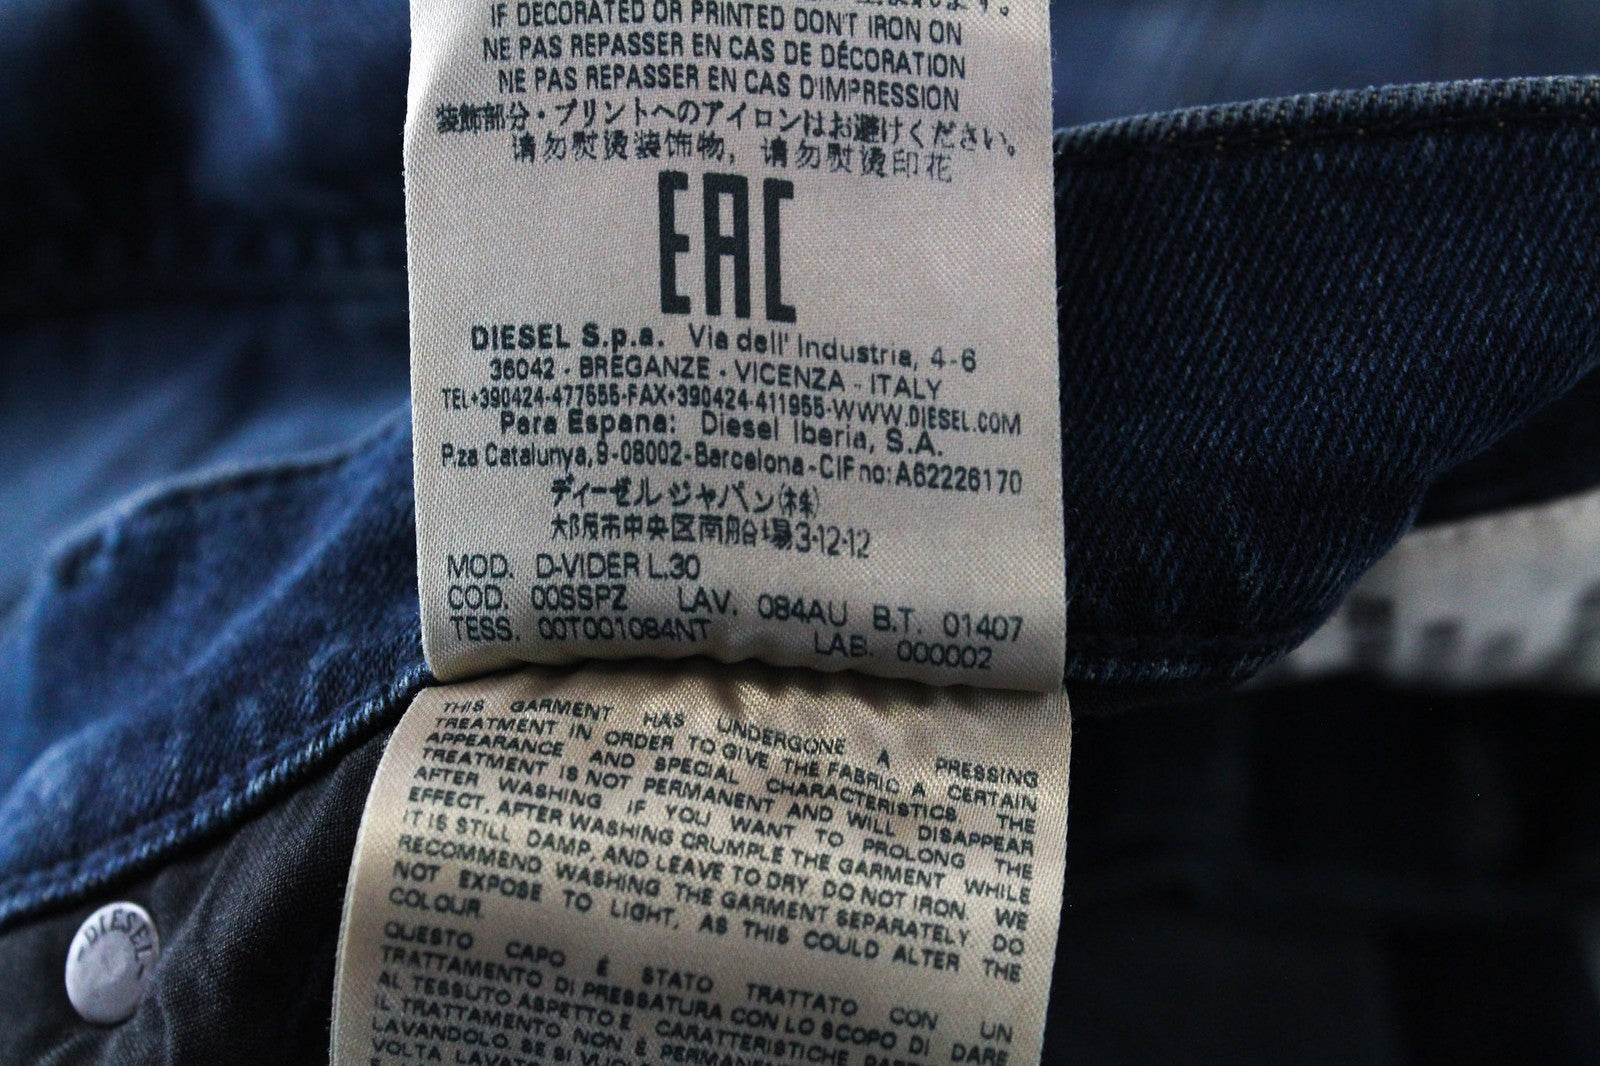 IF DECORATED OR PRINTED DON'T IRON ON
NE PAS REPASSER EN CAS DE DÉCORATION
NE PAS REPASSER EN CAS D'IMPRESSION
装飾部分・プリントへのアイロンはお避けください。
请勿熨烫装饰物，请勿熨烫印花
EAC
DIESEL S.p.a. Via dell' Industria, 4-6
36042 - BREGANZE - VICENZA - ITALY
TEL+390424-477555-FAX+390424-411955-WWW.DIESEL.COM
Para Espana: Diesel Iberia, S.A.
P.za Catalunya, 9-08002-Barcelona-CIF no: A62226170
ディーゼル ジャパン(株)
大阪市中央区南船場3-12-12
MOD. D-VIDER L.30
COD. 00SSPZ LAV. 084AU B.T. 01407
TESS. 00T001084NT LAB. 000002
THIS GARMENT HAS UNDERGONE A PRESSING
TREATMENT IN ORDER TO GIVE THE FABRIC A CERTAIN
APPEARANCE AND SPECIAL CHARACTERISTICS. THE
TREATMENT IS NOT PERMANENT AND WILL DISAPPEAR
AFTER WASHING. IF YOU WANT TO PROLONG THE
EFFECT, AFTER WASHING CRUMPLE THE GARMENT WHILE
IT IS STILL DAMP, AND LEAVE TO DRY. DO NOT IRON. WE
RECOMMEND WASHING THE GARMENT SEPARATELY. DO
NOT EXPOSE TO LIGHT, AS THIS COULD ALTER THE
COLOUR.
QUESTO CAPO É STATO TRATTATO CON UN
TRATTAMENTO DI PRESSATURA CON LO SCOPO DI DARE
AL TESSUTO ASPETTO E CARATTERISTICHE
IL TRATTAMENTO NON È
LAVANDOLO. SE SI
VOLTA
DIESEL